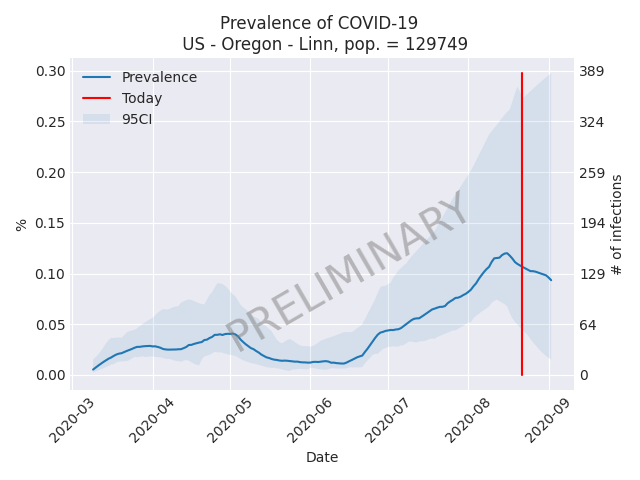 Prevalence of COVID-19
US - Oregon - Linn, pop. = 129749
Prevalence
Today
95CI
PRELIMINARY
%
0.30
0.25
0.20
0.15
0.10
0.05
0.00
389
324
259
194
129
64
0
# of infections
2020-03
2020-04
2020-05
2020-06
2020-07
2020-08
2020-09
Date